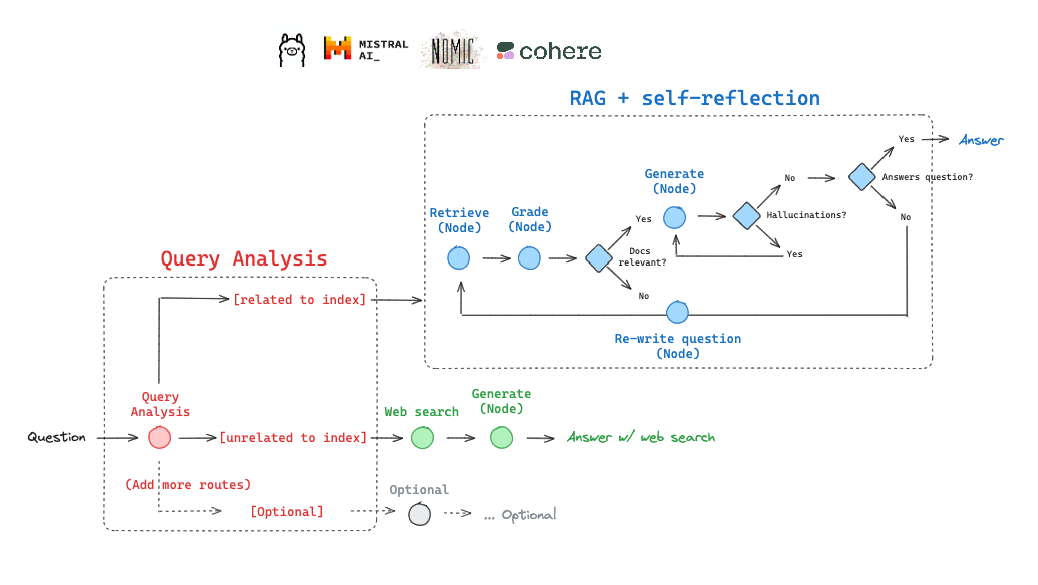 MISTRAL
AI_
NOMIC
cohere
RAG + self-reflection
Yes
Answer
Answers question?
No
Generate
(Node)
No
Hallucinations?
Yes
Retrieve
(Node)
Grade
(Node)
Yes
Docs
relevant?
No
Re-write question
(Node)
Query Analysis
[related to index]
Query
Analysis
Question
[unrelated to index]
Web search
Generate
(Node)
Answer w/ web search
(Add more routes)
[Optional]
Optional
... Optional